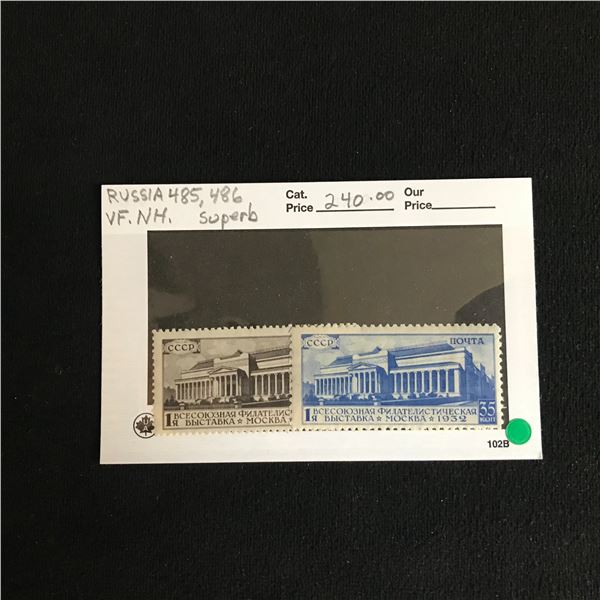 RUSSIA 485, 486
VF. NH. Superb
Cat.
Price 240.00
Our
Price
СССР
1я ВСЕСОЮЗНАЯ ФИЛАТЕЛИС
ВЫСТАВКА ★ МОСКВА
СССР ПОЧТА
1я ВСЕСОЮЗНАЯ ФИЛАТЕЛИСТИЧЕСКАЯ
ВЫСТАВКА ★ МОСКВА ★ 1932
35 КОП
102B